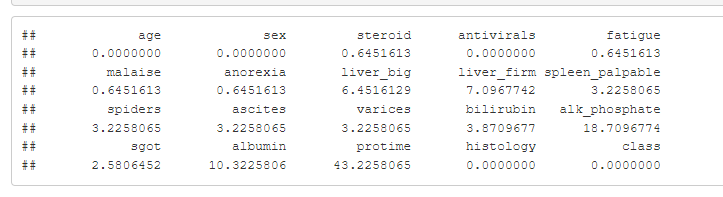 ## age sex steroid antivirals fatigue
## 0.0000000 0.0000000 0.6451613 0.0000000 0.6451613
## malaise anorexia liver_big liver_firm spleen_palpable
## 0.6451613 0.6451613 6.4516129 7.0967742 3.2258065
## spiders ascites varices bilirubin alk_phosphate
## 3.2258065 3.2258065 3.2258065 3.8709677 18.7096774
## sgot albumin protime histology class
## 2.5806452 10.3225806 43.2258065 0.0000000 0.0000000